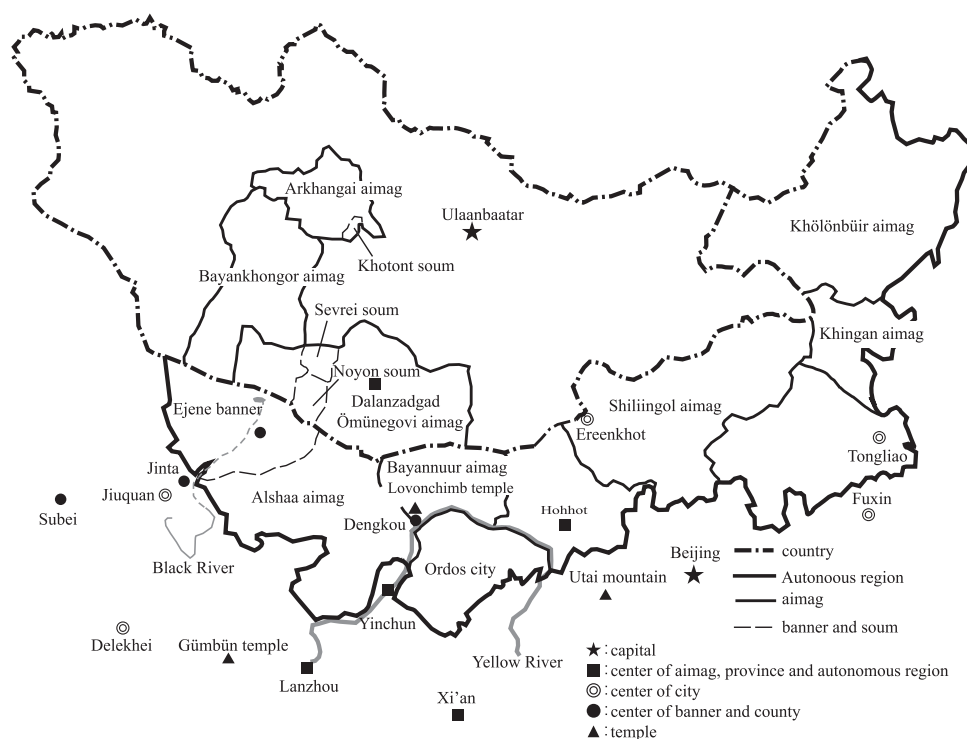 Arkhangai aimag
Ulaanbaatar
Khölönbüir aimag
Khotont soum
Bayankhongor aimag
Sevrei soum
Khingan aimag
Noyon soum
Dalanzadgad
Ömünegovi aimag
Ejene banner
Shiliingol aimag
Ereenkhot
Tongliao
Jinta
Bayannuur aimag
Lovonchimb temple
Jiuquan
Alshaa aimag
Dengkou
Hohhot
Fuxin
Subei
Black River
Ordos city
Utai mountain
Beijing
country
Autonoous region
aimag
banner and soum
Yinchun
Delekhei
Gümbün temple
Lanzhou
Yellow River
Xi'an
★ : capital
■ : center of aimag, province and autonomous region
◎ : center of city
● : center of banner and county
▲ : temple